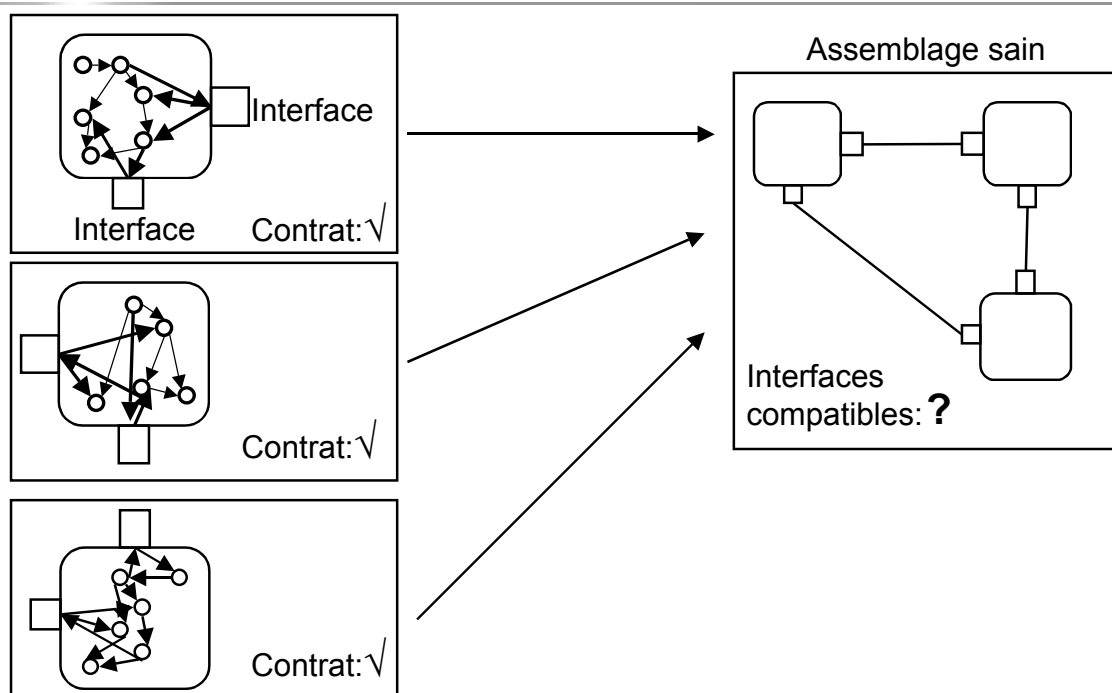 Assemblage sain
Interface
Interface
Contrat:√
Contrat:√
Interfaces
compatibles: ?
Contrat:√